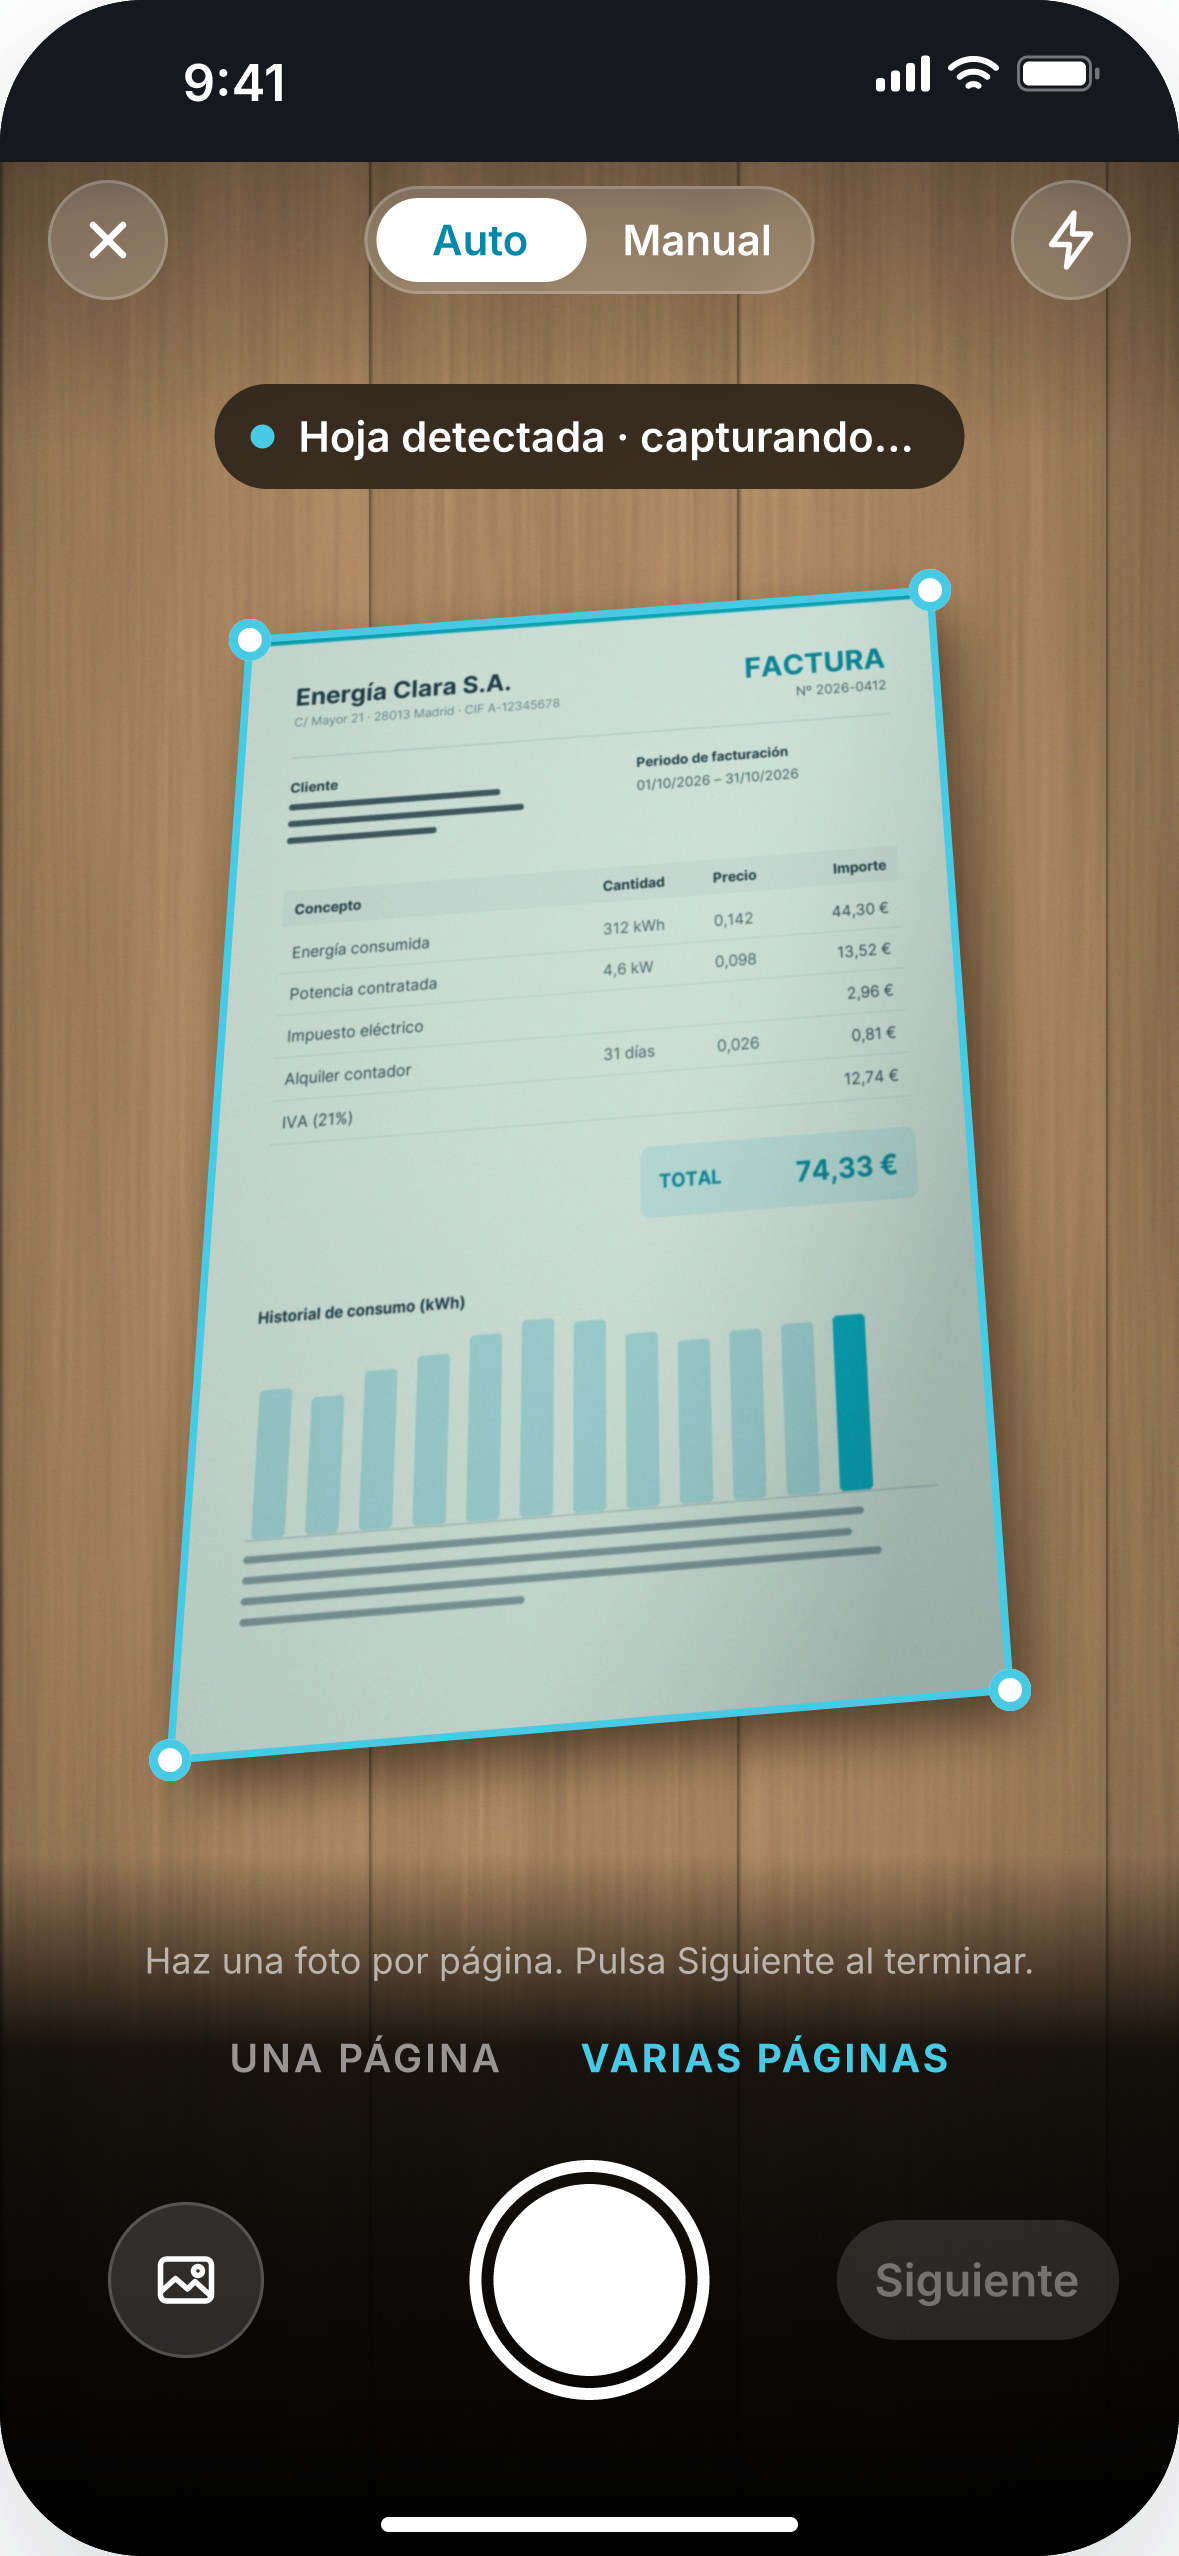 9:41
Auto Manual
Hoja detectada · capturando...
Energía Clara S.A.
C/ Mayor 21 · 28013 Madrid · CIF A-12345678
FACTURA
Nº 2026-0412
Cliente
Periodo de facturación
01/10/2026 – 31/10/2026
Concepto Cantidad Precio Importe
Energía consumida 312 kWh 0,142 44,30 €
Potencia contratada 4,6 kW 0,098 13,52 €
Impuesto eléctrico 2,96 €
Alquiler contador 31 días 0,026 0,81 €
IVA (21%) 12,74 €
TOTAL 74,33 €
Historial de consumo (kWh)
Haz una foto por página. Pulsa Siguiente al terminar.
UNA PÁGINA VARIAS PÁGINAS
Siguiente